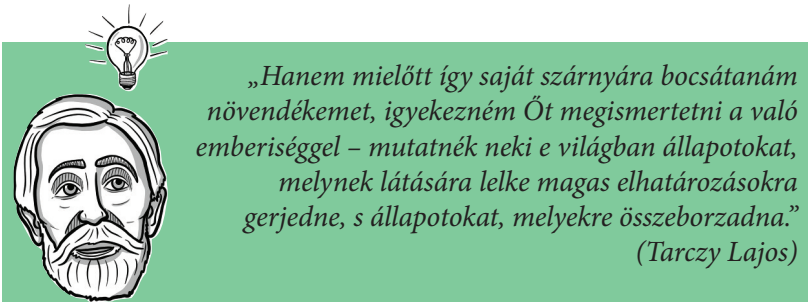 „Hanem mielőtt így saját szárnyára bocsátanám
növendékemet, igyekezném Őt megismertetni a való
emberiséggel – mutatnék neki e világban állapotokat,
melynek látására lelke magas elhatározásokra
gerjedne, s állapotokat, melyekre összeborzadna.”
(Tarczy Lajos)